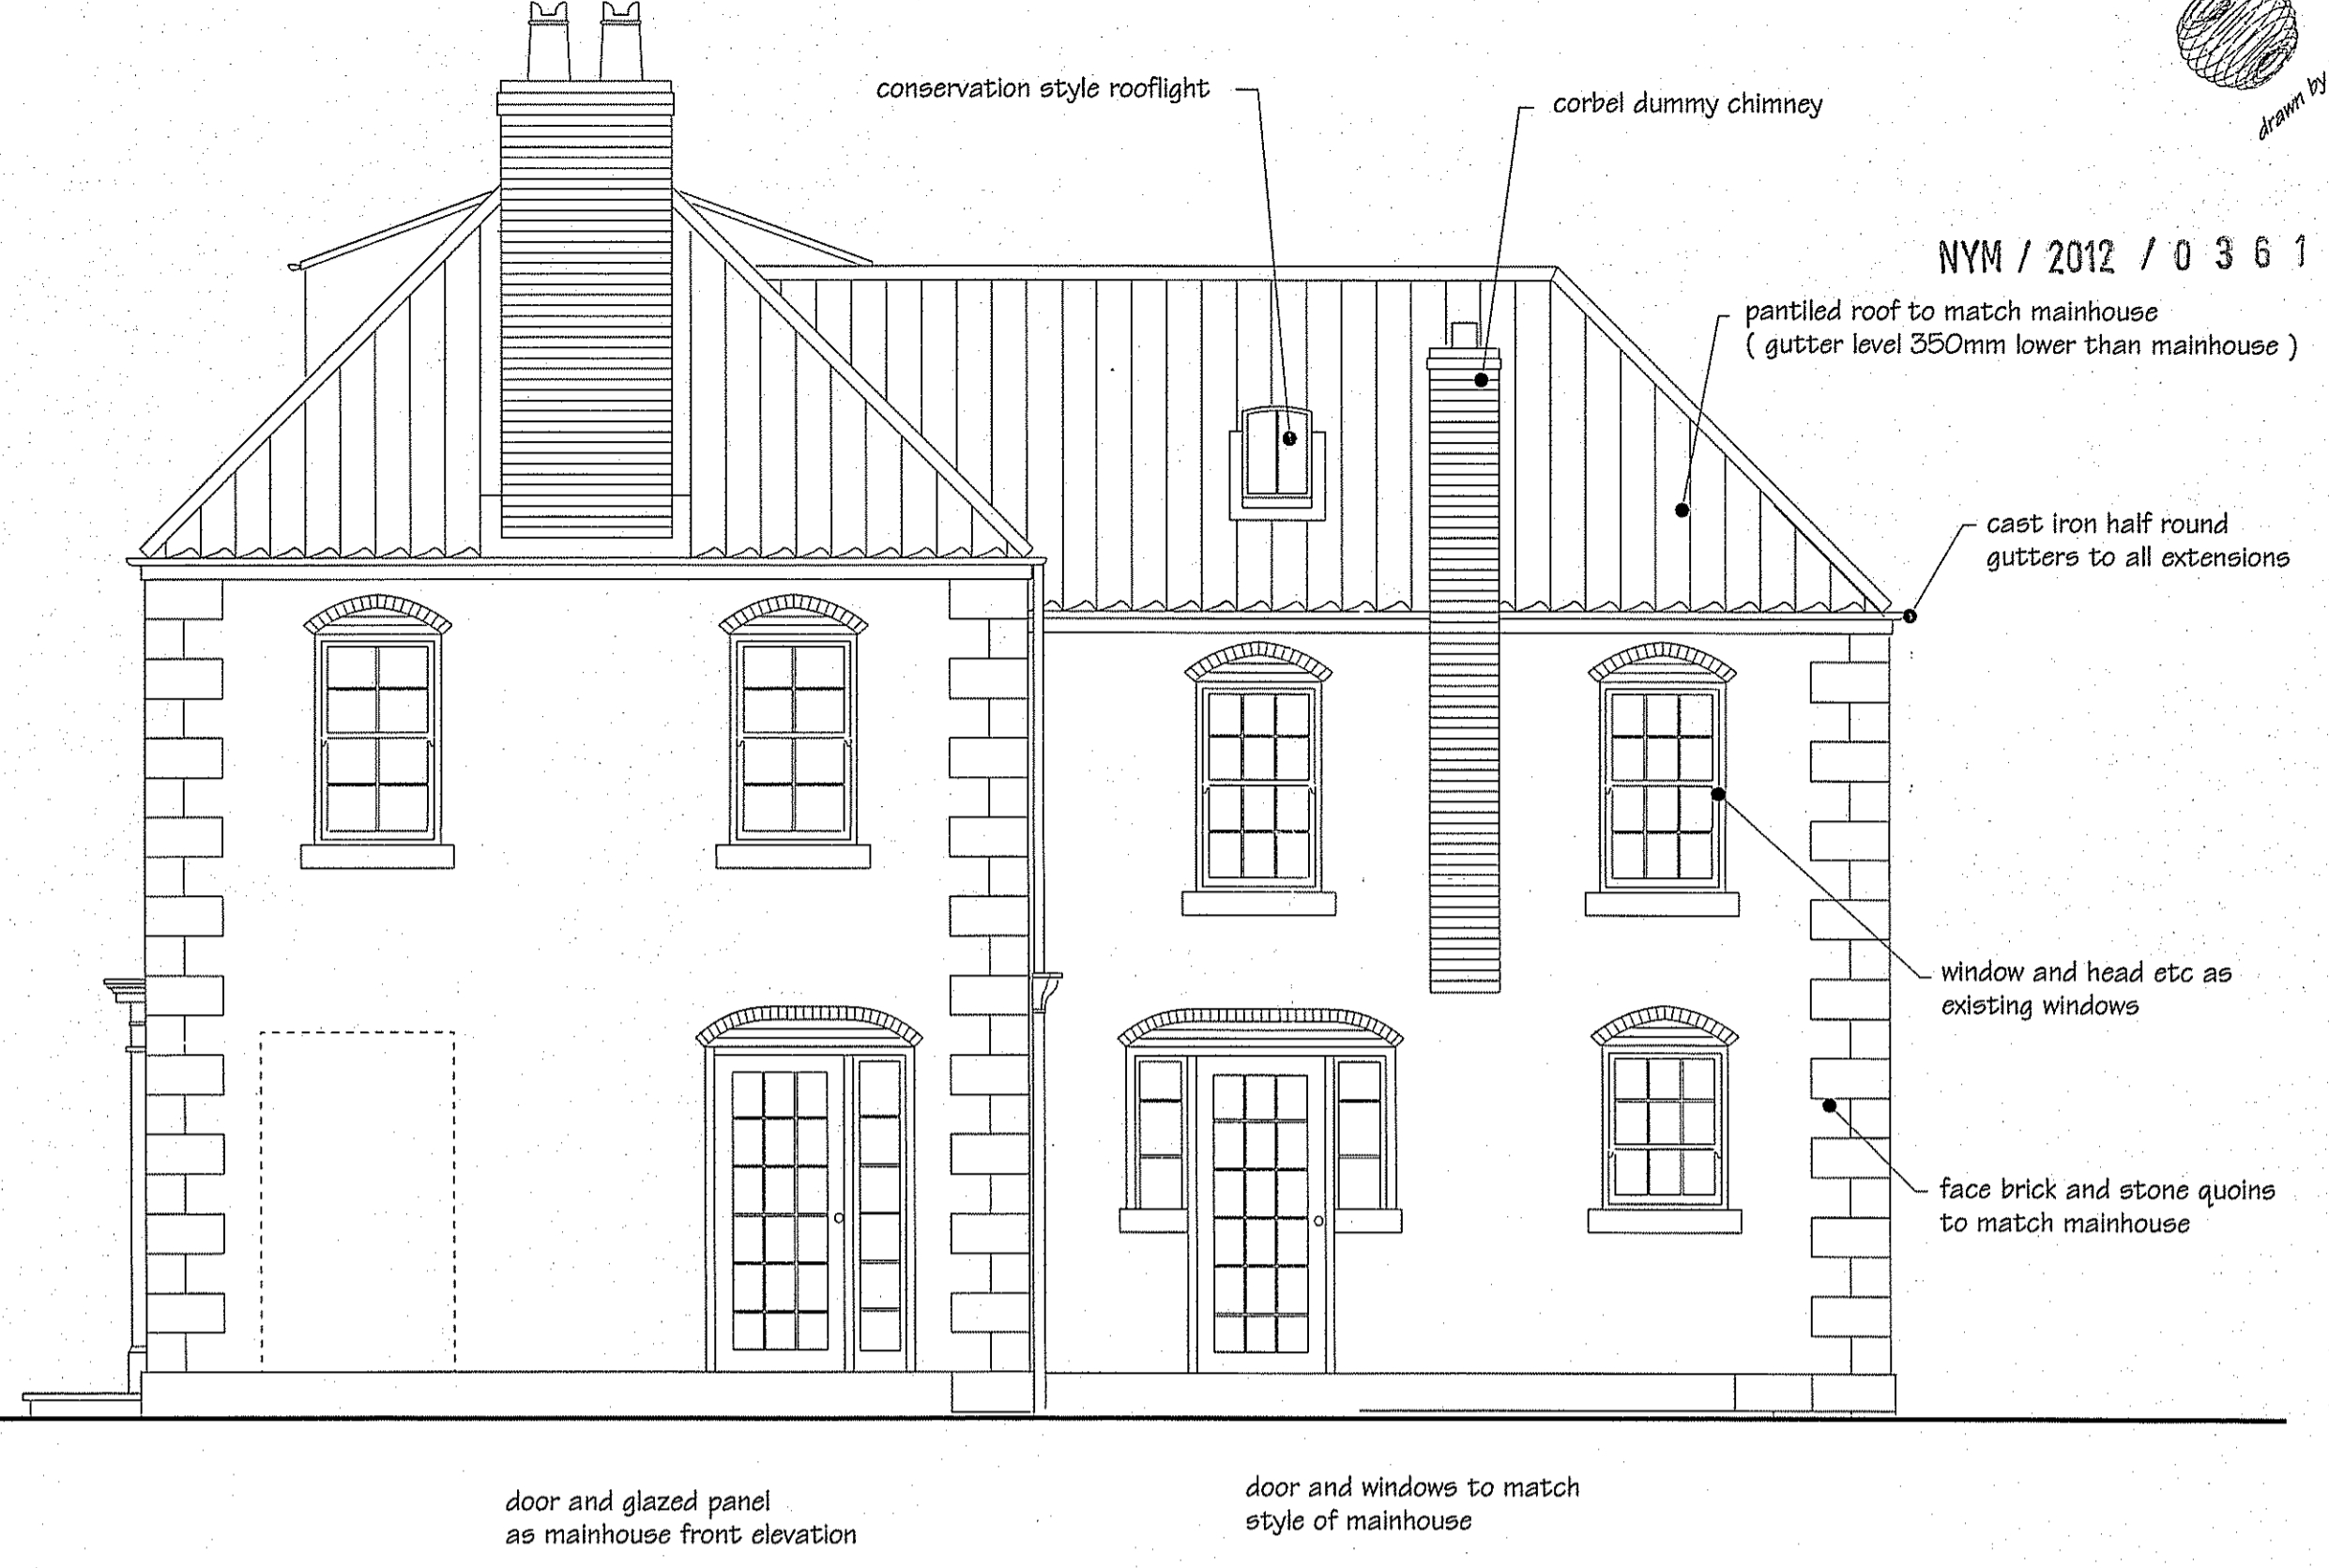 drawn by
conservation style rooflight
corbel dummy chimney
NYM / 2012 / 0 3 6 1
pantiled roof to match mainhouse
( gutter level 350mm lower than mainhouse )
cast iron half round
gutters to all extensions
window and head etc as
existing windows
face brick and stone quoins
to match mainhouse
door and glazed panel
as mainhouse front elevation
door and windows to match
style of mainhouse